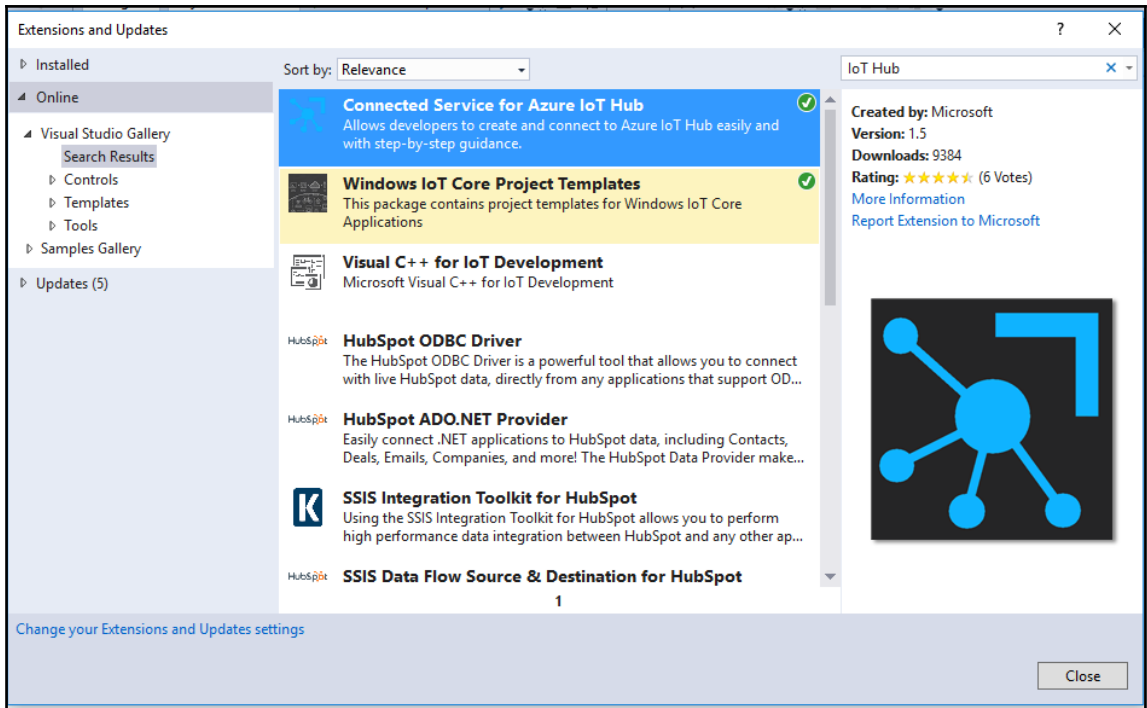 Extensions and Updates
?
Installed
Online
Visual Studio Gallery
Search Results
Controls
Templates
Tools
Samples Gallery
Updates (5)
Sort by: Relevance
Connected Service for Azure IoT Hub
Allows developers to create and connect to Azure IoT Hub easily and
with step-by-step guidance.
Windows IoT Core Project Templates
This package contains project templates for Windows IoT Core
Applications
Visual C++ for IoT Development
Microsoft Visual C++ for IoT Development
HubSpot
HubSpot ODBC Driver
The HubSpot ODBC Driver is a powerful tool that allows you to connect
with live HubSpot data, directly from any applications that support OD...
HubSpot
HubSpot ADO.NET Provider
Easily connect .NET applications to HubSpot data, including Contacts,
Deals, Emails, Companies, and more! The HubSpot Data Provider make...
K
SSIS Integration Toolkit for HubSpot
Using the SSIS Integration Toolkit for HubSpot allows you to perform
high performance data integration between HubSpot and any other ap...
HubSpot
SSIS Data Flow Source & Destination for HubSpot
1
IoT Hub
Created by: Microsoft
Version: 1.5
Downloads: 9384
Rating: (6 Votes)
More Information
Report Extension to Microsoft
Change your Extensions and Updates settings
Close